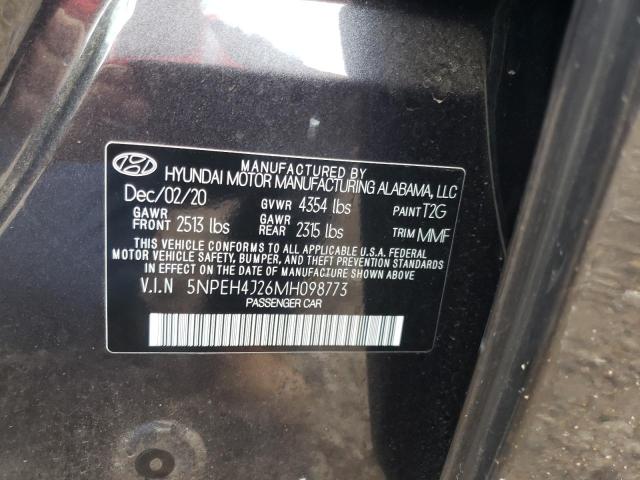 MANUFACTURED BY
HYUNDAI MOTOR MANUFACTURING ALABAMA, LLC
Dec/02/20 GVWR 4354 lbs PAINT T2G
GAWR FRONT 2513 lbs GAWR REAR 2315 lbs TRIM MMF
THIS VEHICLE CONFORMS TO ALL APPLICABLE U.S.A. FEDERAL
MOTOR VEHICLE SAFETY, BUMPER, AND THEFT PREVENTION STANDARDS
IN EFFECT ON THE DATE OF MANUFACTURE SHOWN ABOVE.
V.I.N 5NPEH4J26MH098773
PASSENGER CAR